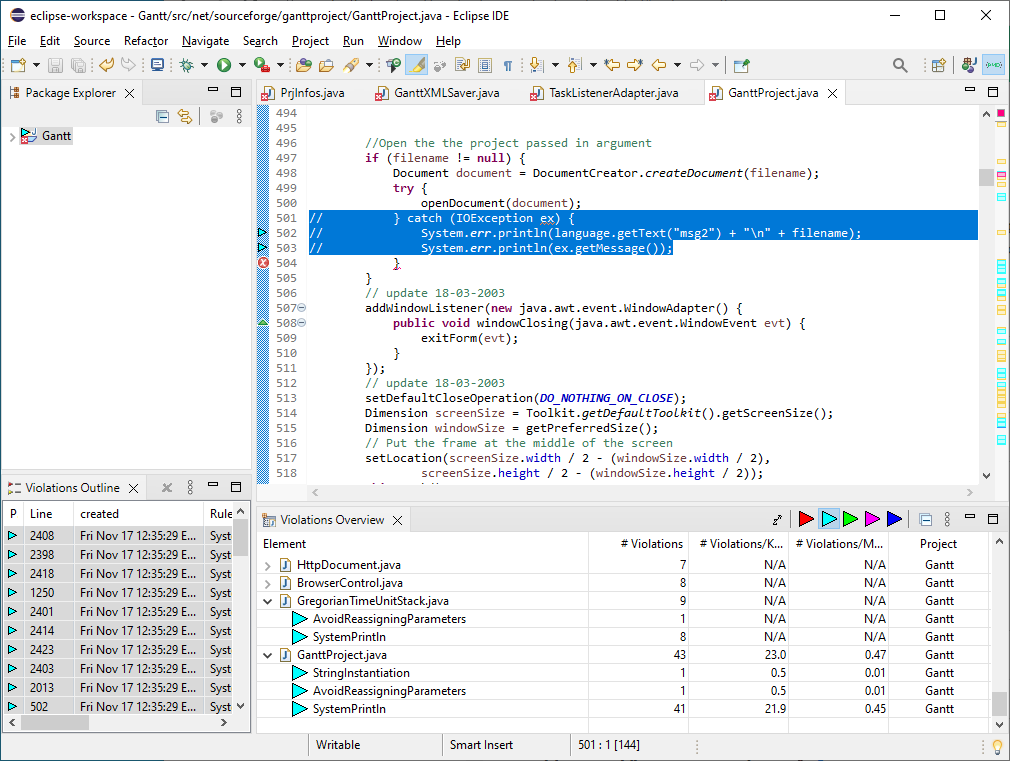 eclipse-workspace - Gantt/src/net/sourceforge/ganttproject/GanttProject.java - Eclipse IDE
File Edit Source Refactor Navigate Search Project Run Window Help
Package Explorer
Gantt
PrjInfos.java GanttXMLSaver.java TaskListenerAdapter.java GanttProject.java
494
495
496 //Open the the project passed in argument
497 if (filename != null) {
498 Document document = DocumentCreator.createDocument(filename);
499 try {
500 openDocument(document);
501 // } catch (IOException ex) {
502 // System.err.println(language.getText("msg2") + "\n" + filename);
503 // System.err.println(ex.getMessage());
504 }
505 }
506 // update 18-03-2003
507 addWindowListener(new java.awt.event.WindowAdapter() {
508 public void windowClosing(java.awt.event.WindowEvent evt) {
509 exitForm(evt);
510 }
511 });
512 // update 18-03-2003
513 setDefaultCloseOperation(DO_NOTHING_ON_CLOSE);
514 Dimension screenSize = Toolkit.getDefaultToolkit().getScreenSize();
515 Dimension windowSize = getPreferredSize();
516 // Put the frame at the middle of the screen
517 setLocation(screenSize.width / 2 - (windowSize.width / 2),
518 screenSize.height / 2 - (windowSize.height / 2));
Violations Outline
P Line created Rule
2408 Fri Nov 17 12:35:29 E... Syst
2398 Fri Nov 17 12:35:29 E... Syst
2418 Fri Nov 17 12:35:29 E... Syst
1250 Fri Nov 17 12:35:29 E... Syst
2401 Fri Nov 17 12:35:29 E... Syst
2414 Fri Nov 17 12:35:29 E... Syst
2423 Fri Nov 17 12:35:29 E... Syst
2403 Fri Nov 17 12:35:29 E... Syst
2013 Fri Nov 17 12:35:29 E... Syst
502 Fri Nov 17 12:35:29 E... Syst
Violations Overview
Element # Violations # Violations/K... # Violations/M... Project
HttpDocument.java 7 N/A N/A Gantt
BrowserControl.java 8 N/A N/A Gantt
GregorianTimeUnitStack.java 9 N/A N/A Gantt
AvoidReassigningParameters 1 N/A N/A Gantt
SystemPrintln 8 N/A N/A Gantt
GanttProject.java 43 23.0 0.47 Gantt
StringInstantiation 1 0.5 0.01 Gantt
AvoidReassigningParameters 1 0.5 0.01 Gantt
SystemPrintln 41 21.9 0.45 Gantt
Writable Smart Insert 501 : 1 [144]